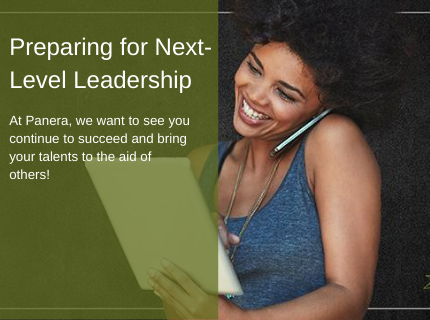 Preparing for Next-
Level Leadership
At Panera, we want to see you
continue to succeed and bring
your talents to the aid of
others!